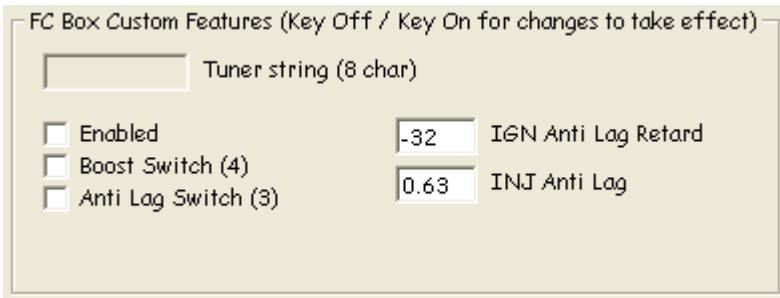 FC Box Custom Features (Key Off / Key On for changes to take effect)
Tuner string (8 char)
Enabled
-32 IGN Anti Lag Retard
Boost Switch (4)
0.63 INJ Anti Lag
Anti Lag Switch (3)